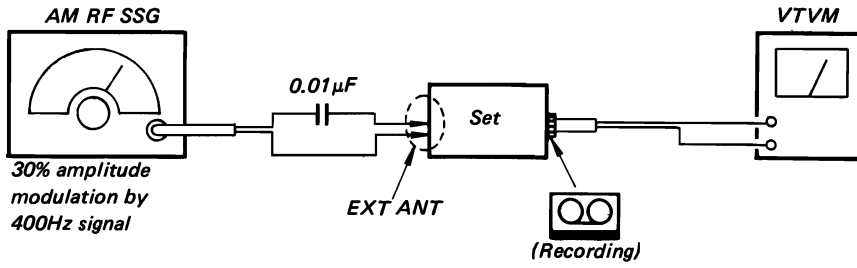 AM RF SSG
VTVM
0.01μF
Set
30% amplitude
modulation by
400Hz signal
EXT ANT
(Recording)